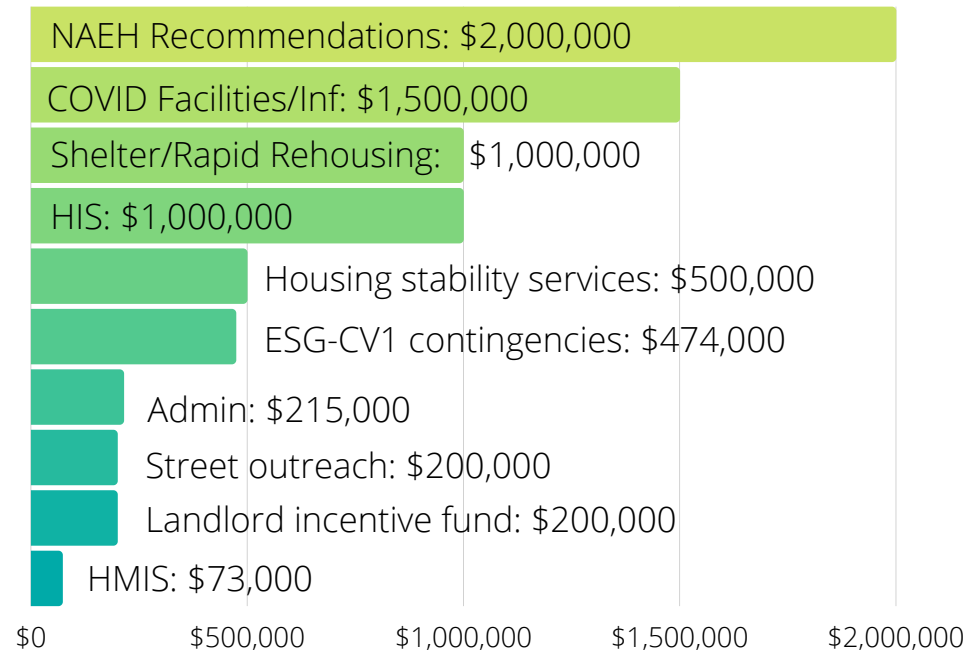 NAEH Recommendations: $2,000,000
COVID Facilities/Inf: $1,500,000
Shelter/Rapid Rehousing: $1,000,000
HIS: $1,000,000
Housing stability services: $500,000
ESG-CV1 contingencies: $474,000
Admin: $215,000
Street outreach: $200,000
Landlord incentive fund: $200,000
HMIS: $73,000
$0 $500,000 $1,000,000 $1,500,000 $2,000,000